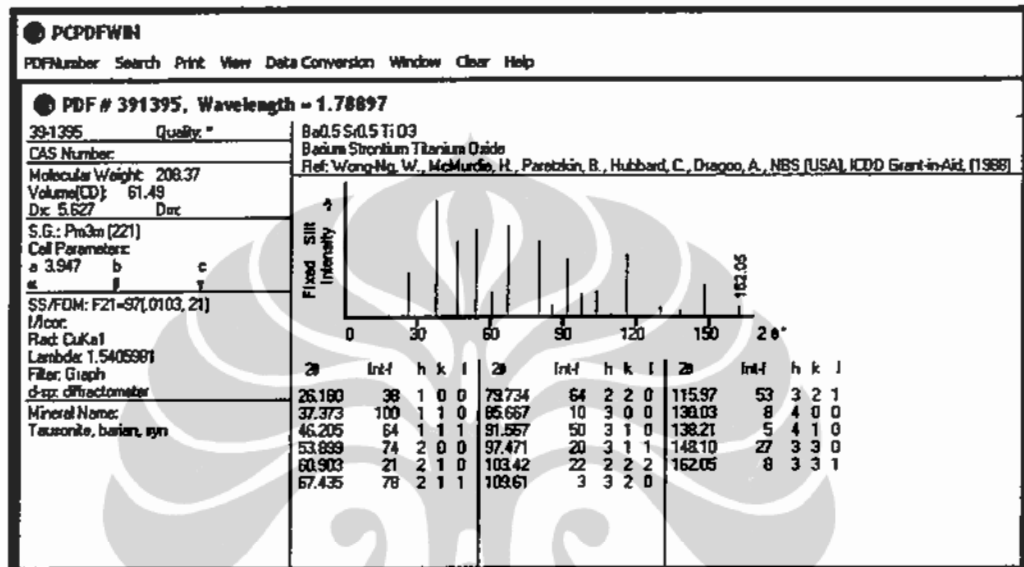 PCPDFWIN
PDFNumber Search Print View Data Conversion Window Clear Help
PDF # 391395, Wavelength = 1.78897
39-1395 Quality: *
CAS Number:
Molecular Weight: 208.37
Volume[CD]: 61.49
Dx: 5.627 Dm:
S.G.: Pm3m (221)
Cell Parameters:
a 3.947 b c
α β γ
SS/FOM: F21=97(.0103, 21)
I/Icor:
Rad: CuKa1
Lambda: 1.5405981
Filter: Graph
d-sp: diffractometer
Mineral Name:
Tausonite, barian, syn
Ba0.5 Sr0.5 Ti O3
Barium Strontium Titanium Oxide
Ref: Wong-Ng, W., McMurdie, H., Paretzkin, B., Hubbard, C., Dragoo, A., NBS (USA), ICDD Grant-in-Aid, (1988)
Fixed Slit
Intensity
162.05
0 30 60 90 120 150 2θ°
2θ Int-f h k l 2θ Int-f h k l 2θ Int-f h k l
26.180 38 1 0 0 79.734 64 2 2 0 115.97 53 3 2 1
37.373 100 1 1 0 85.667 10 3 0 0 130.03 8 4 0 0
46.205 64 1 1 1 91.557 50 3 1 0 138.21 5 4 1 0
53.899 74 2 0 0 97.471 20 3 1 1 148.10 27 3 3 0
60.903 21 2 1 0 103.42 22 2 2 2 162.05 8 3 3 1
67.435 78 2 1 1 109.61 3 3 2 0